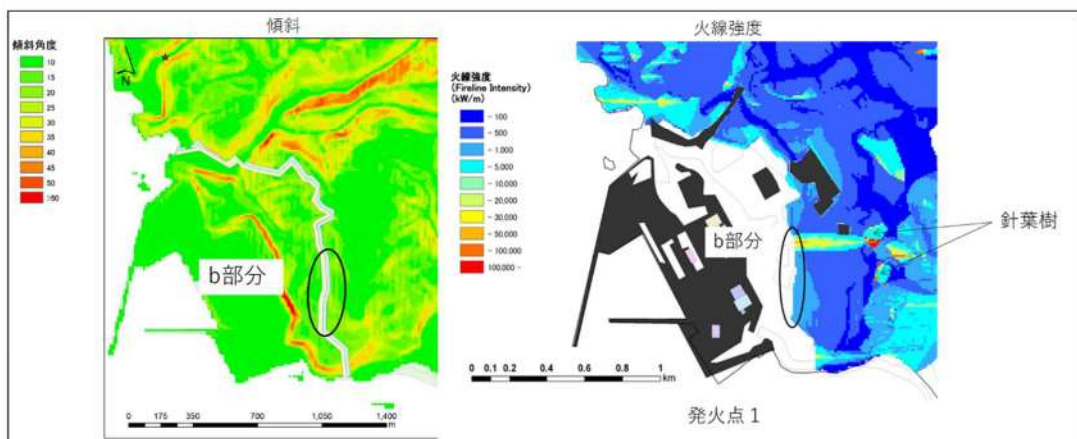 傾斜
傾斜角度
10
15
20
25
30
35
40
45
50
>50
N
b部分
0 175 350 700 1,050 1,400
m
火線強度
火線強度
(Fireline Intensity)
(kW/m)
- 100
- 500
- 1,000
- 5,000
- 10,000
- 20,000
- 30,000
- 50,000
- 100,000
100,000 -
b部分
針葉樹
0 0.1 0.2 0.4 0.6 0.8 1
km
発火点 1